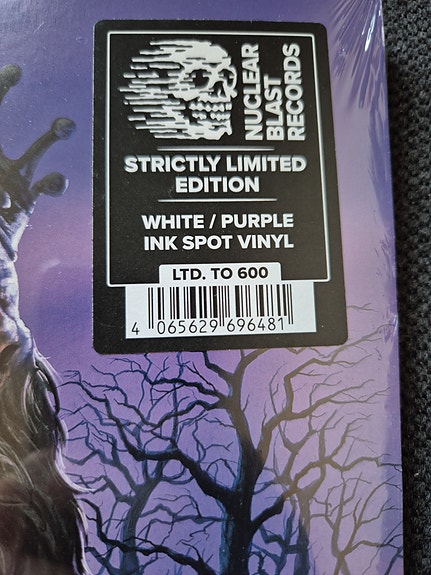 NUCLEAR
BLAST
RECORDS
STRICTLY LIMITED
EDITION
WHITE / PURPLE
INK SPOT VINYL
LTD. TO 600
4 065629 696481